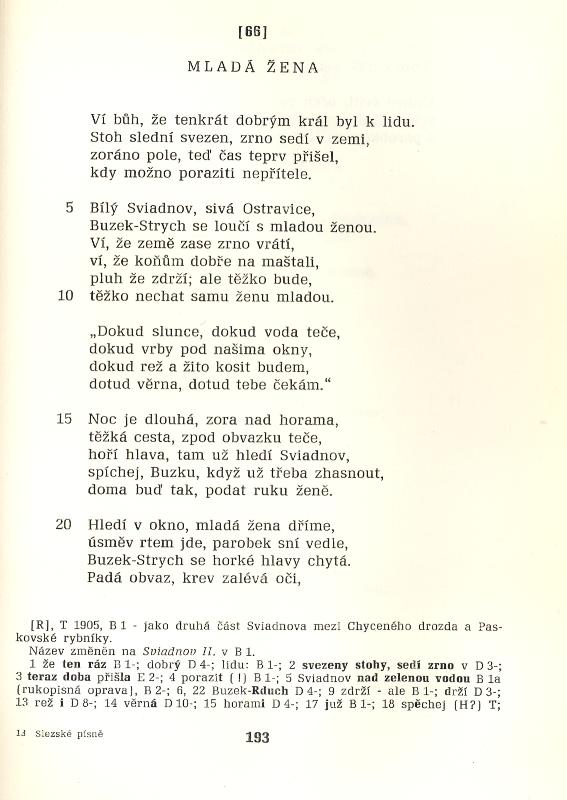 [66]
MLADÁ ŽENA
Ví bůh, že tenkrát dobrým král byl k lidu.
Stoh slední svezen, zrno sedí v zemi,
zoráno pole, teď čas teprv přišel,
kdy možno poraziti nepřítele.
5 Bílý Sviadnov, sivá Ostravice,
Buzek-Strych se loučí s mladou ženou.
Ví, že země zase zrno vrátí,
ví, že koňům dobře na maštali,
pluh že zdrží; ale těžko bude,
10 těžko nechat samu ženu mladou.
„Dokud slunce, dokud voda teče,
dokud vrby pod našima okny,
dokud rež a žito kosit budem,
dotud věrna, dotud tebe čekám.“
15 Noc je dlouhá, zora nad horama,
těžká cesta, zpod obvazku teče,
hoří hlava, tam už hledí Sviadnov,
spíchej, Buzku, když už třeba zhasnout,
doma buď tak, podat ruku ženě.
20 Hledí v okno, mladá žena dříme,
úsměv rtem jde, parobek sní vedle,
Buzek-Strych se horké hlavy chytá.
Padá obvaz, krev zalévá oči,
[R], T 1905, B 1 - jako druhá část Sviadnova mezi Chyceného drozda a Pas-
kovské rybníky.
Název změněn na Sviadnov II. v B 1.
1 že ten ráz B 1-; dobrý D 4-; lidu: B 1-; 2 svezeny stohy, sedí zrno v D 3-;
3 teraz doba přišla E 2-; 4 porazit (!) B 1-; 5 Sviadnov nad zelenou vodou B 1a
(rukopisná oprava), B 2-; 6, 22 Buzek-Rduch D 4-; 9 zdrží - ale B 1-; drží D 3-;
13 rež i D 8-; 14 věrná D 10-; 15 horami D 4-; 17 již B 1-; 18 spěchej (H?) T;
13 Slezské písně
193